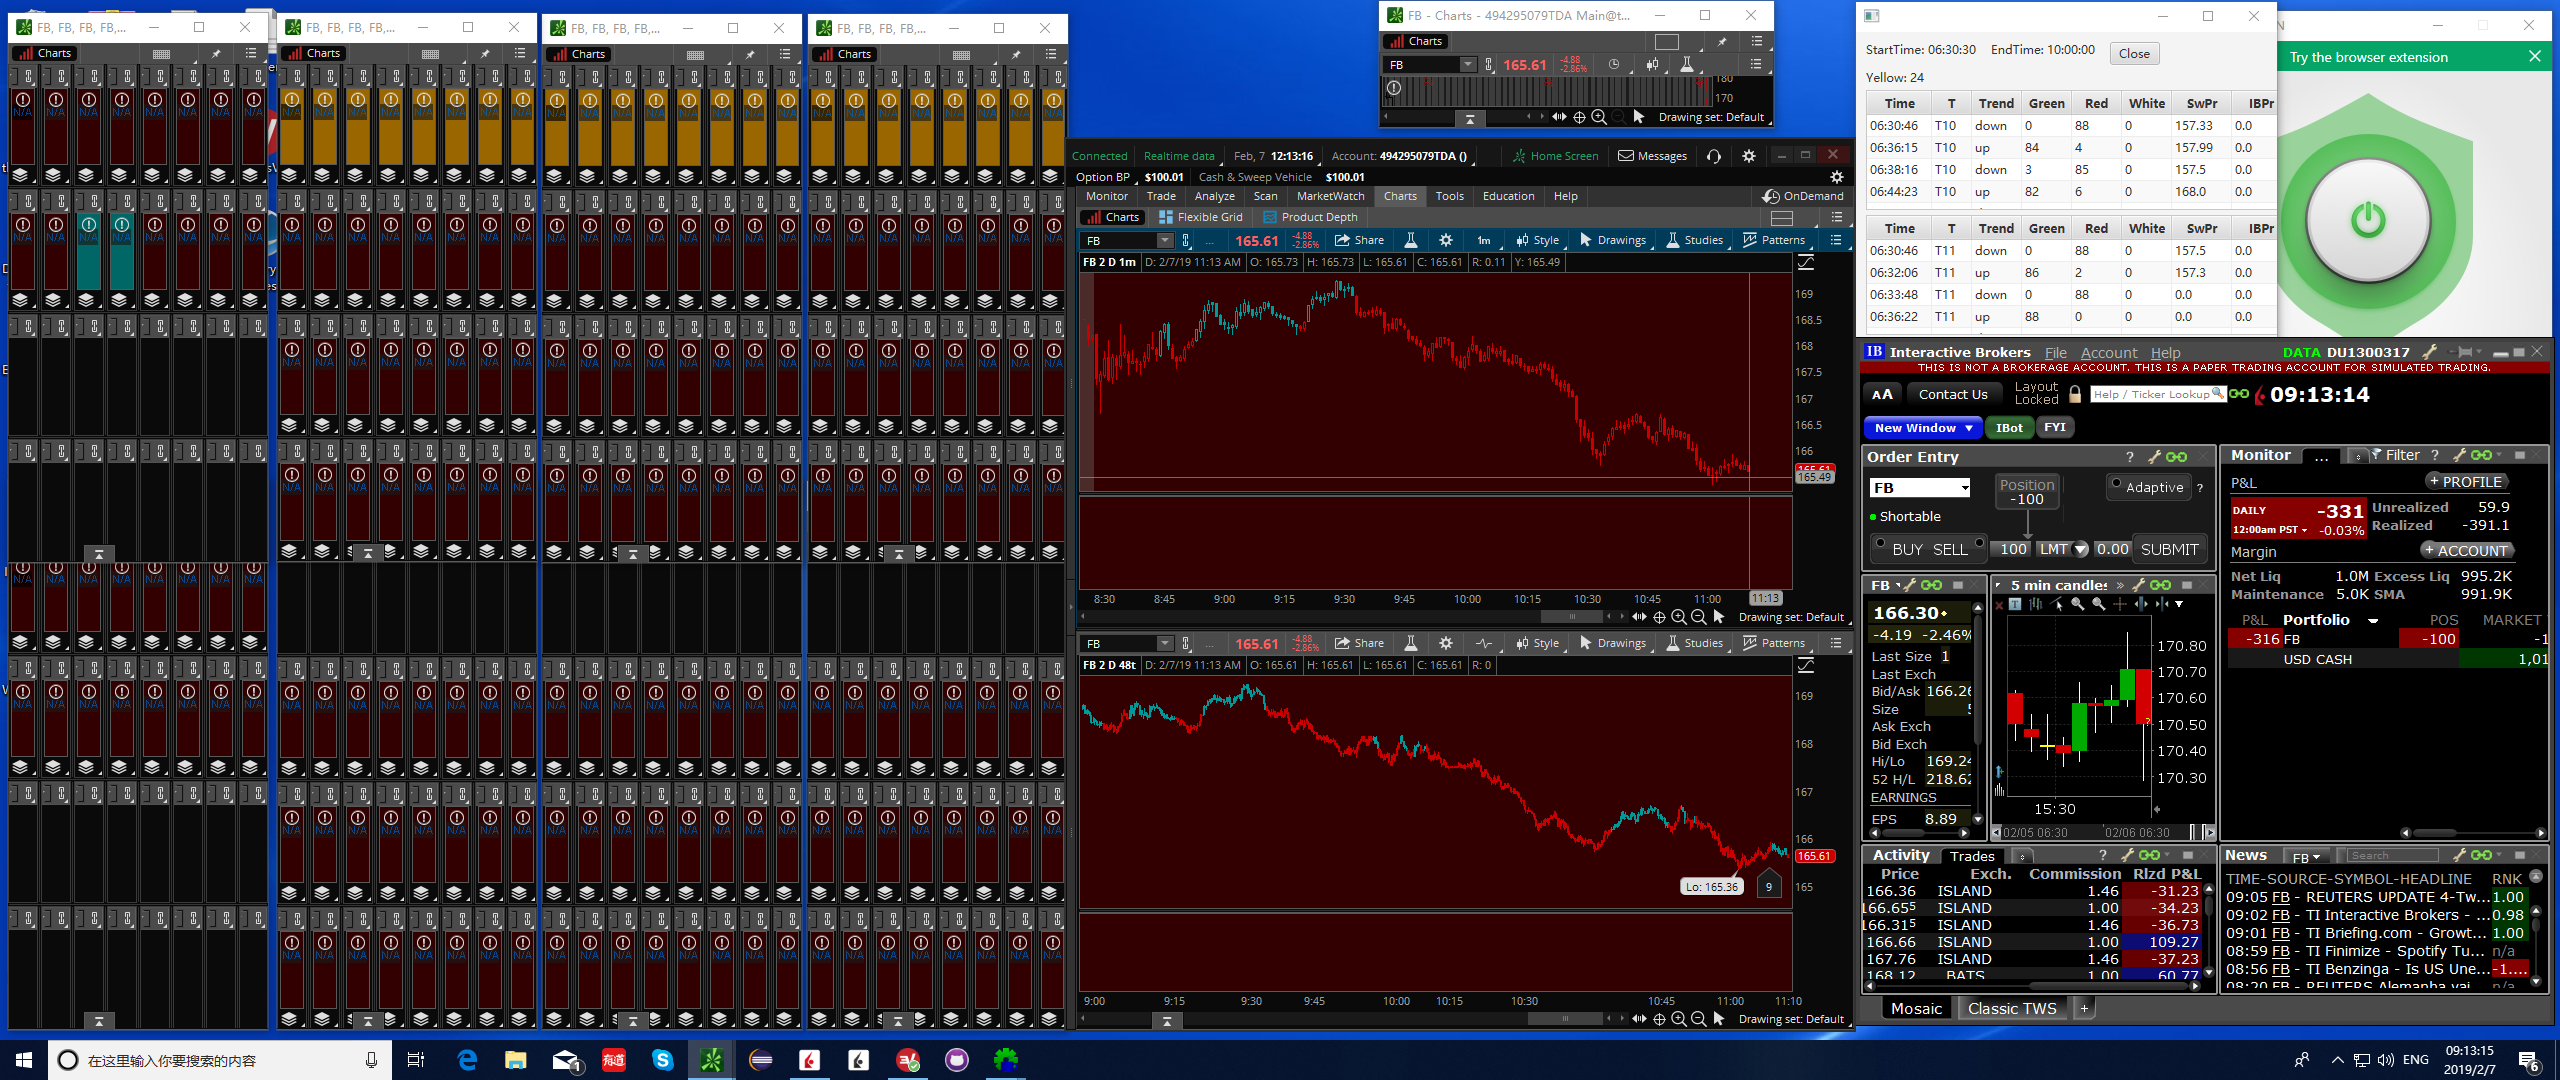 FB, FB, FB, FB,...
Charts
FB, FB, FB, FB,...
Charts
FB, FB, FB, FB,...
Charts
FB, FB, FB, FB,...
Charts
N/A
FB - Charts - 494295079TDA Main@t...
Charts
FB 165.61 -4.88 -2.86%
180
170
Drawing set: Default
Connected Realtime data Feb, 7 12:13:16 Account: 494295079TDA () Home Screen Messages
Option BP $100.01 Cash & Sweep Vehicle $100.01
Monitor Trade Analyze Scan MarketWatch Charts Tools Education Help OnDemand
Charts Flexible Grid Product Depth
FB ... 165.61 -4.88 -2.86% Share 1m Style Drawings Studies Patterns
FB 2 D 1m D: 2/7/19 11:13 AM O: 165.73 H: 165.73 L: 165.61 C: 165.61 R: 0.11 Y: 165.49
169
168.5
168
167.5
167
166.5
166
165.61
165.49
8:30 8:45 9:00 9:15 9:30 9:45 10:00 10:15 10:30 10:45 11:00 11:13
Drawing set: Default
FB 165.61 -4.88 -2.86% Share Style Drawings Studies Patterns
FB 2 D 48t D: 2/7/19 11:13 AM O: 165.61 H: 165.61 L: 165.61 C: 165.61 R: 0
169
168
167
166
165.61
Lo: 165.36
9
165
9:00 9:15 9:30 9:45 10:00 10:15 10:30 10:45 11:00 11:10
Drawing set: Default
StartTime: 06:30:30 EndTime: 10:00:00 Close
Yellow: 24
Time T Trend Green Red White SwPr IBPr
06:30:46 T10 down 0 88 0 157.33 0.0
06:36:15 T10 up 84 4 0 157.99 0.0
06:38:16 T10 down 3 85 0 157.5 0.0
06:44:23 T10 up 82 6 0 168.0 0.0
Time T Trend Green Red White SwPr IBPr
06:30:46 T11 down 0 88 0 157.5 0.0
06:32:06 T11 up 86 2 0 157.3 0.0
06:33:48 T11 down 0 88 0 0.0 0.0
06:36:22 T11 up 88 0 0 0.0 0.0
N
Try the browser extension
IB Interactive Brokers File Account Help DATA DU1300317
THIS IS NOT A BROKERAGE ACCOUNT. THIS IS A PAPER TRADING ACCOUNT FOR SIMULATED TRADING.
AA Contact Us Layout Locked Help / Ticker Lookup 09:13:14
New Window IBot FYI
Order Entry ?
FB Position -100 Adaptive ?
Shortable
BUY SELL 100 LMT 0.00 SUBMIT
Monitor ... Filter ?
P&L + PROFILE
DAILY -331 Unrealized 59.9
12:00am PST -0.03% Realized -391.1
Margin + ACCOUNT
Net Liq 1.0M Excess Liq 995.2K
Maintenance 5.0K SMA 991.9K
P&L Portfolio POS MARKET
-316 FB -100 -1
USD CASH 1,01
FB
166.30
-4.19 -2.46%
Last Size 1
Last Exch
Bid/Ask 166.26
Size
Ask Exch
Bid Exch
Hi/Lo 169.24
52 H/L 218.62
EARNINGS
EPS 8.89
5 min candles
170.80
170.70
170.60
170.50
170.40
170.30
15:30
02/05 06:30 02/06 06:30
Activity Trades ?
Price Exch. Commission Rlzd P&L
166.36 ISLAND 1.46 -31.23
166.65⁵ ISLAND 1.00 -34.23
166.31⁵ ISLAND 1.46 -36.73
166.66 ISLAND 1.00 109.27
167.76 ISLAND 1.46 -37.23
168.12 BATS 1.00 60.77
News FB Search
TIME-SOURCE-SYMBOL-HEADLINE RNK
09:05 FB - REUTERS UPDATE 4-Tw... 1.00
09:02 FB - TI Interactive Brokers - ... 0.98
09:01 FB - TI Briefing.com - Growt... 1.00
08:59 FB - TI Finimize - Spotify Tu... n/a
08:56 FB - TI Benzinga - Is US Une... -1....
08:20 FB - REUTERS Alemanha vai n/a
Mosaic Classic TWS +
在这里输入你要搜索的内容
1
有道
ENG
09:13:15
2019/2/7
6